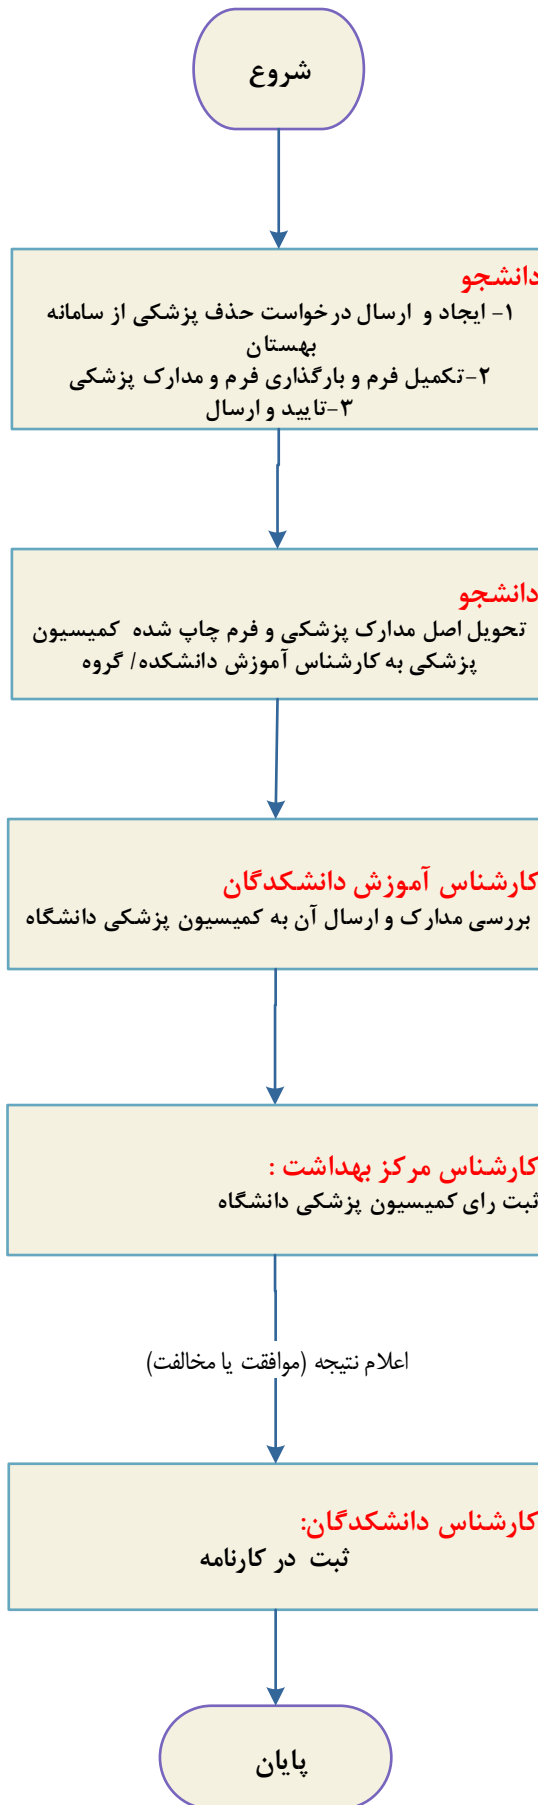 شروع
دانشجو
۱- ایجاد و ارسال درخواست حذف پزشکی از سامانه
بهستان
۲-تکمیل فرم و بارگذاری فرم و مدارک پزشکی
۳-تایید و ارسال
دانشجو
تحویل اصل مدارک پزشکی و فرم چاپ شده کمیسیون
پزشکی به کارشناس آموزش دانشکده/ گروه
کارشناس آموزش دانشکدگان
بررسی مدارک و ارسال آن به کمیسیون پزشکی دانشگاه
کارشناس مرکز بهداشت :
ثبت رای کمیسیون پزشکی دانشگاه
اعلام نتیجه (موافقت یا مخالفت)
کارشناس دانشکدگان:
ثبت در کارنامه
پایان